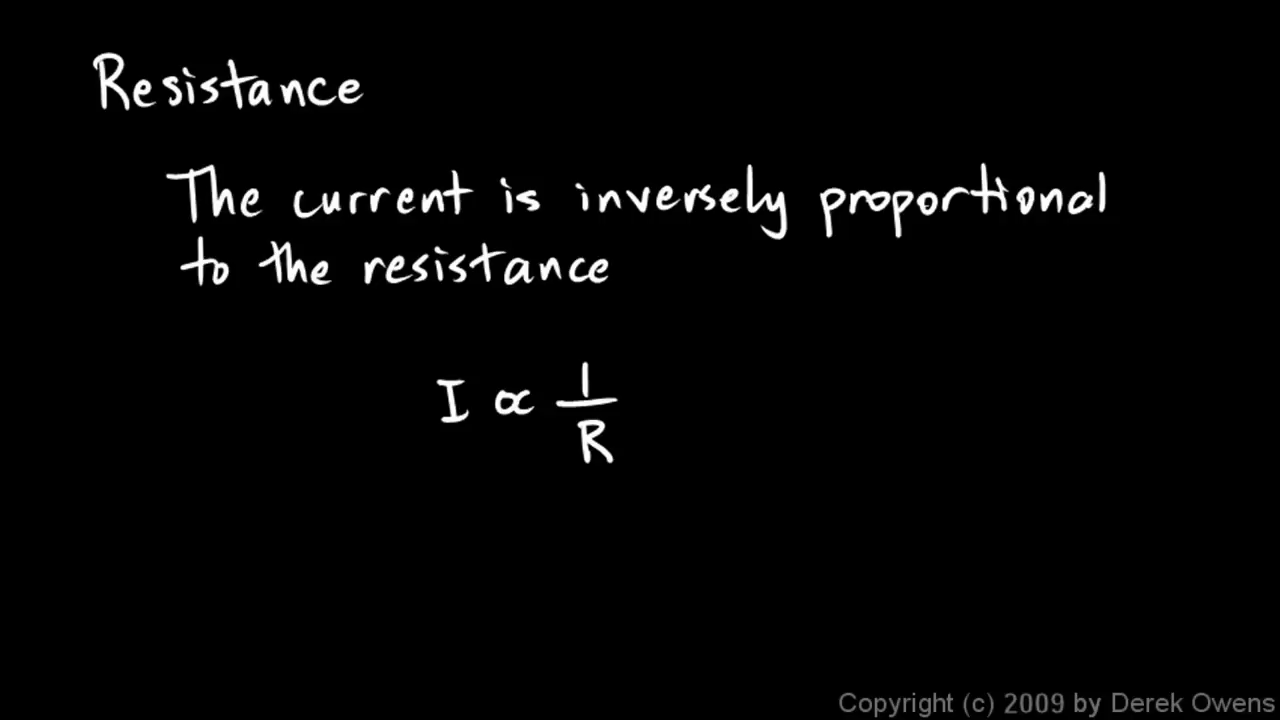 Resistance
The current is inversely proportional
to the resistance
I ∝ 1/R
Copyright (c) 2009 by Derek Owens